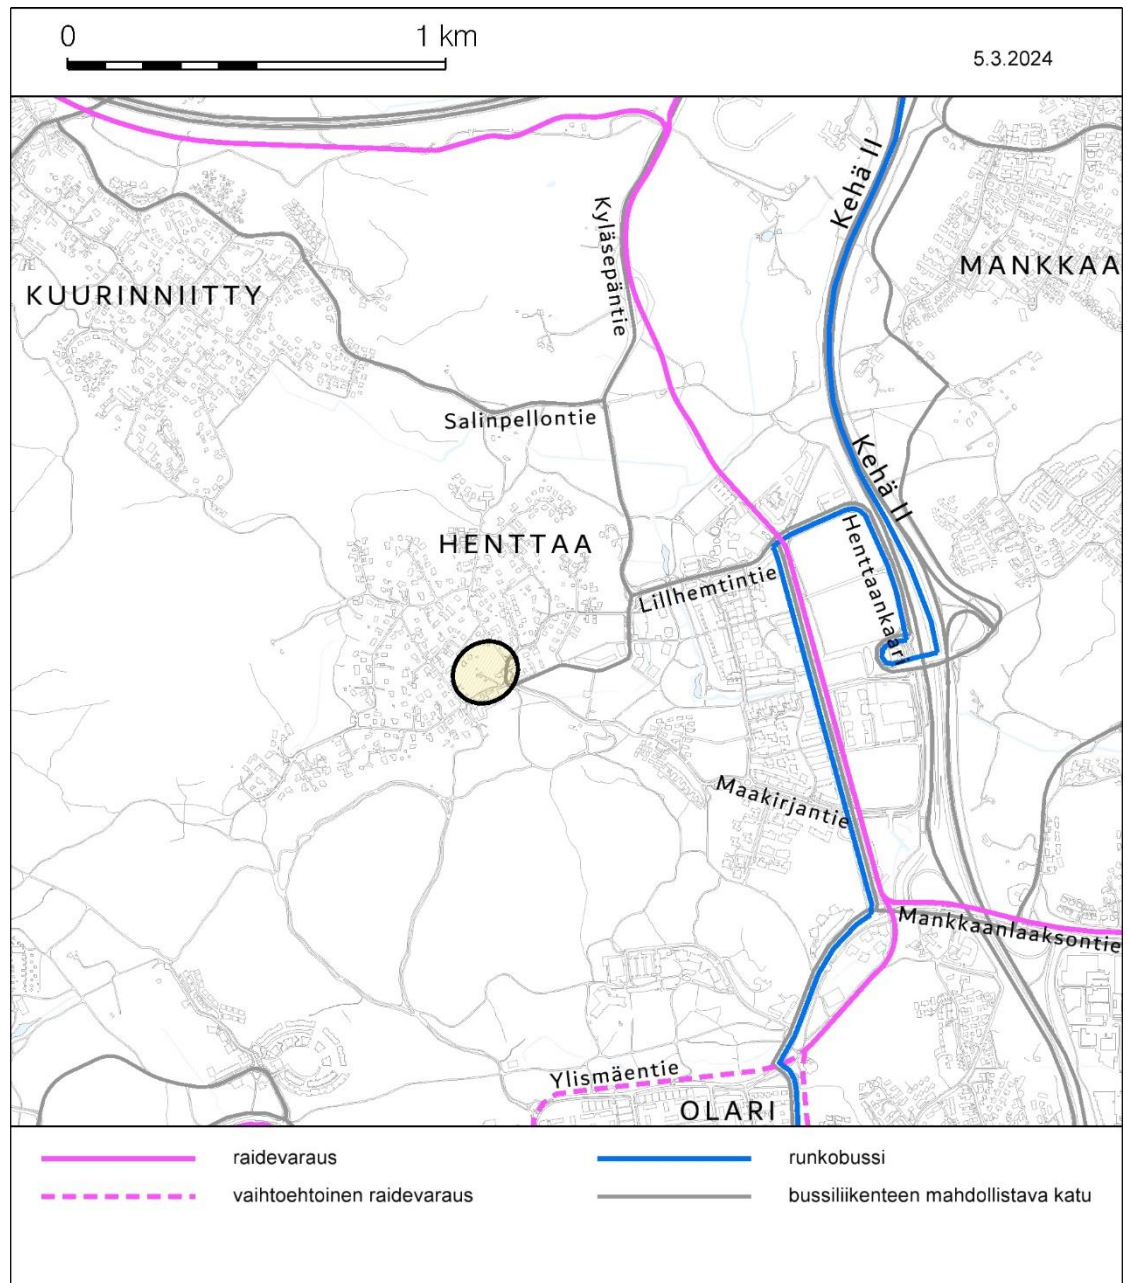 0 1 km
5.3.2024
Kehä II
Kyläsepäntie
MANKKAA
KUURINNIITTY
Salinpellontie
Kehä II
HENTTAA
Henttaankaari
Lillhemtintie
Maakirjantie
Mankkaanlaaksontie
Ylismäentie
OLARI
raidevaraus
runkobussi
vaihtoehtoinen raidevaraus
bussiliikenteen mahdollistava katu